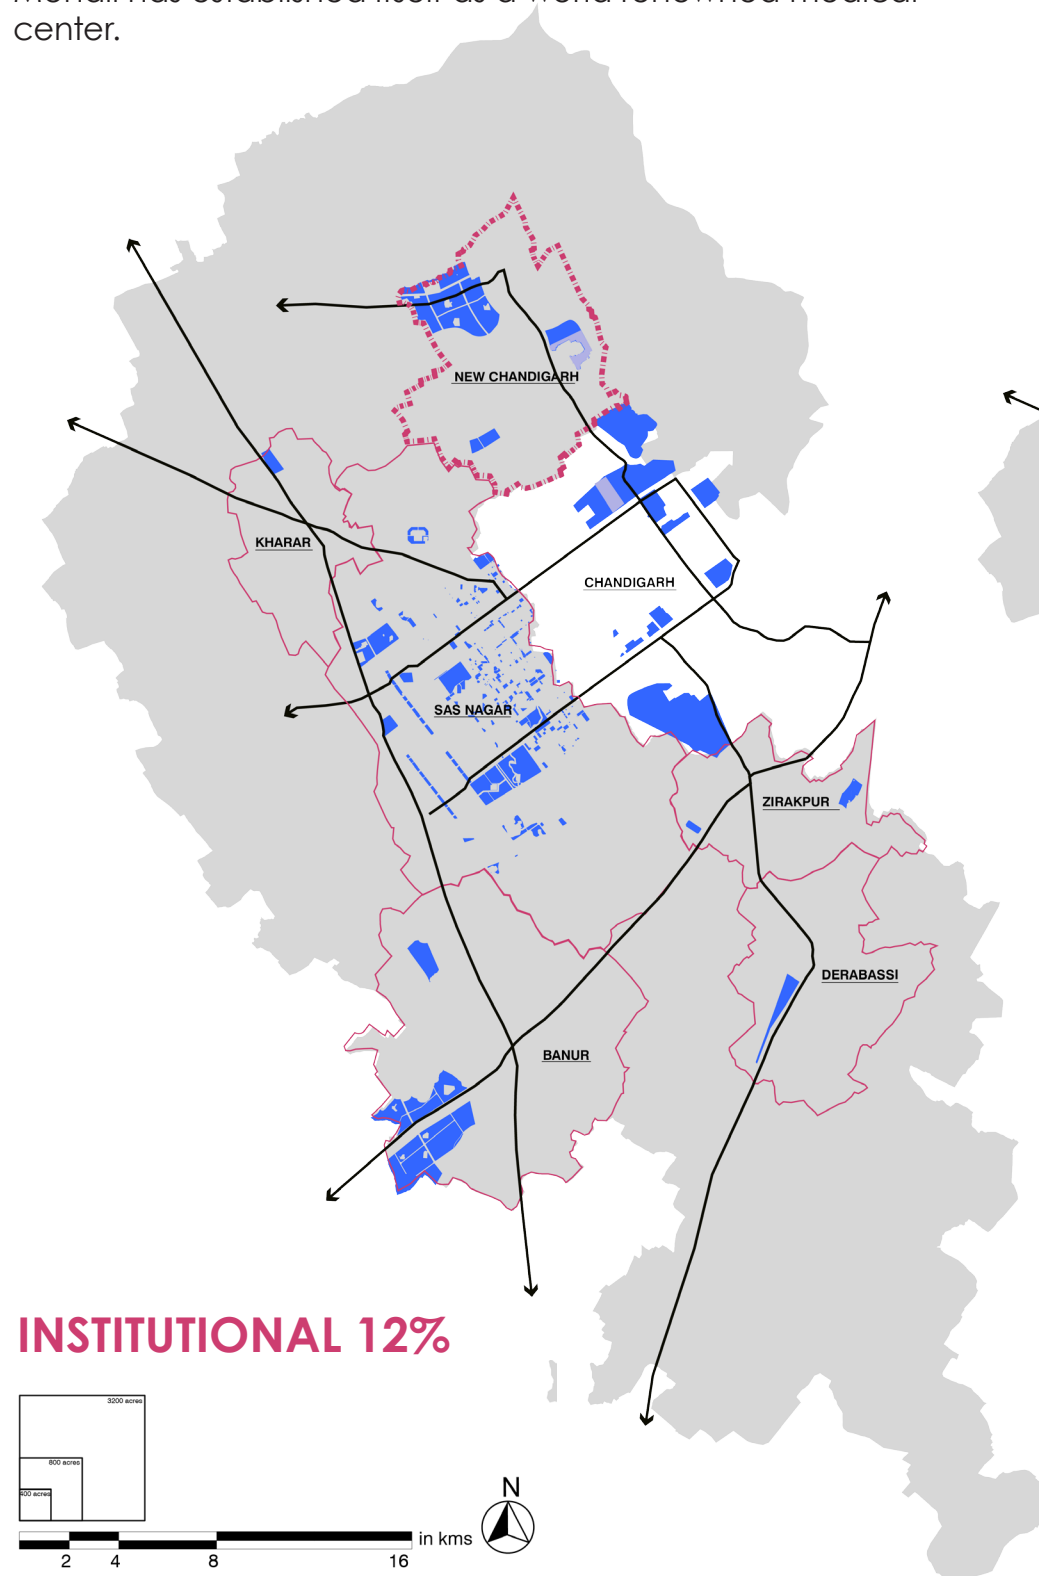 center.
NEW CHANDIGARH
KHARAR
CHANDIGARH
SAS NAGAR
ZIRAKPUR
DERABASSI
BANUR
INSTITUTIONAL 12%
3200 acres
800 acres
400 acres
N
in kms
2 4 8 16